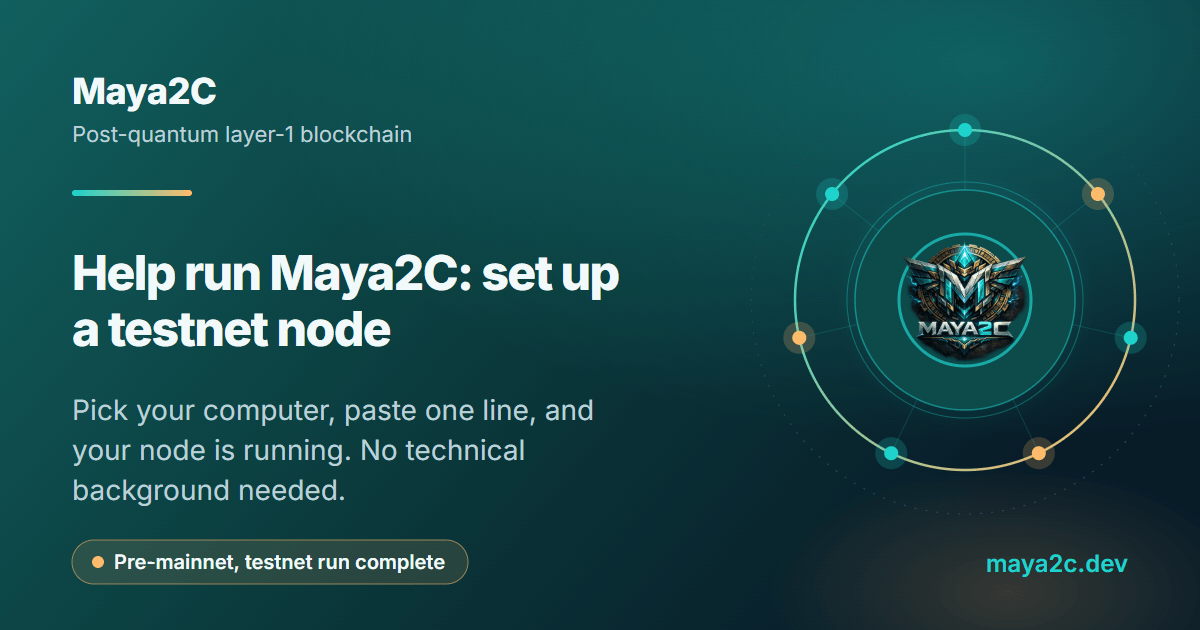 Maya2C
Post-quantum layer-1 blockchain
Help run Maya2C: set up
a testnet node
Pick your computer, paste one line, and
your node is running. No technical
background needed.
Pre-mainnet, testnet run complete
MAYA2C
maya2c.dev